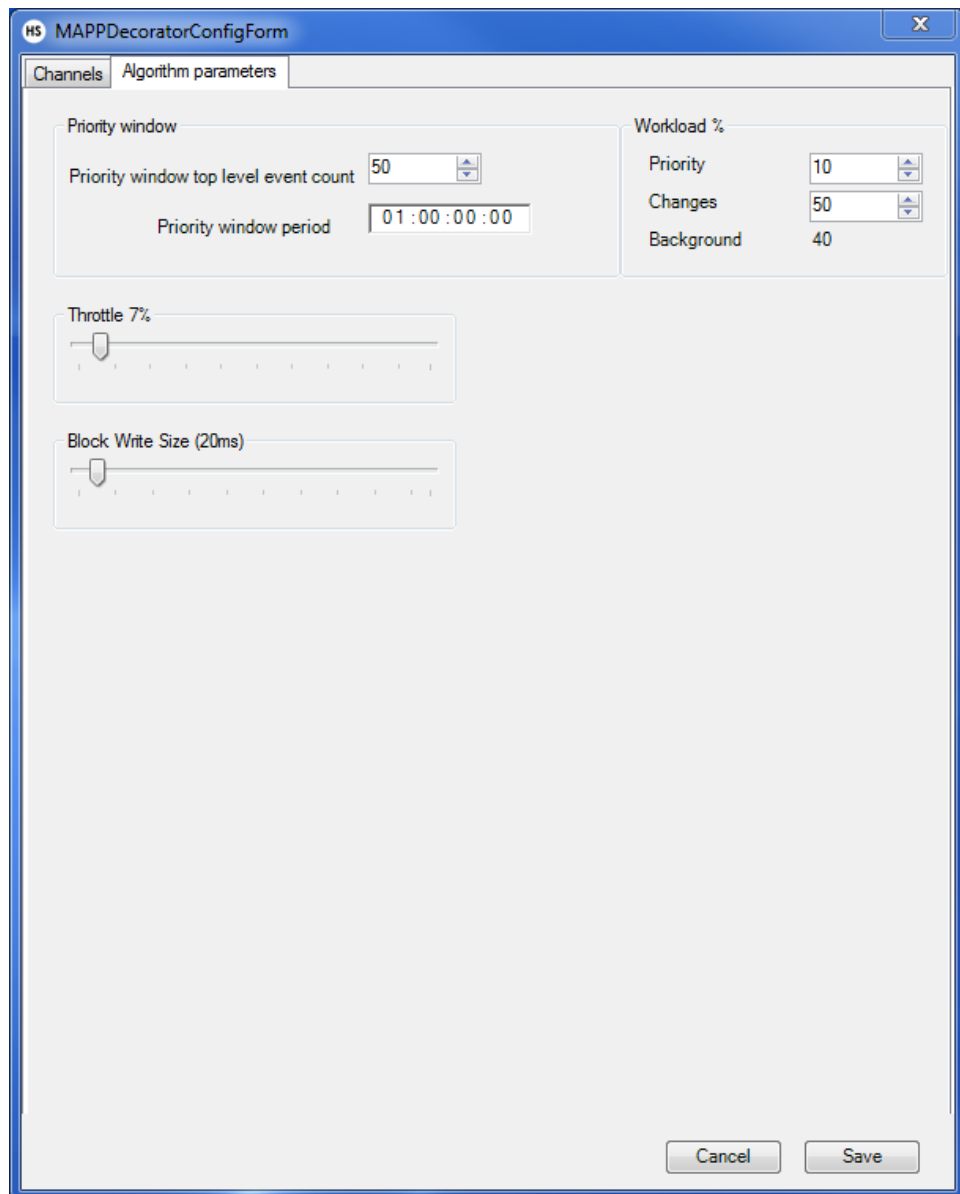 HS MAPPDecoratorConfigForm
X
Channels
Algorithm parameters
Priority window
Priority window top level event count 50
Priority window period 01:00:00:00
Workload %
Priority 10
Changes 50
Background 40
Throttle 7%
Block Write Size (20ms)
Cancel
Save